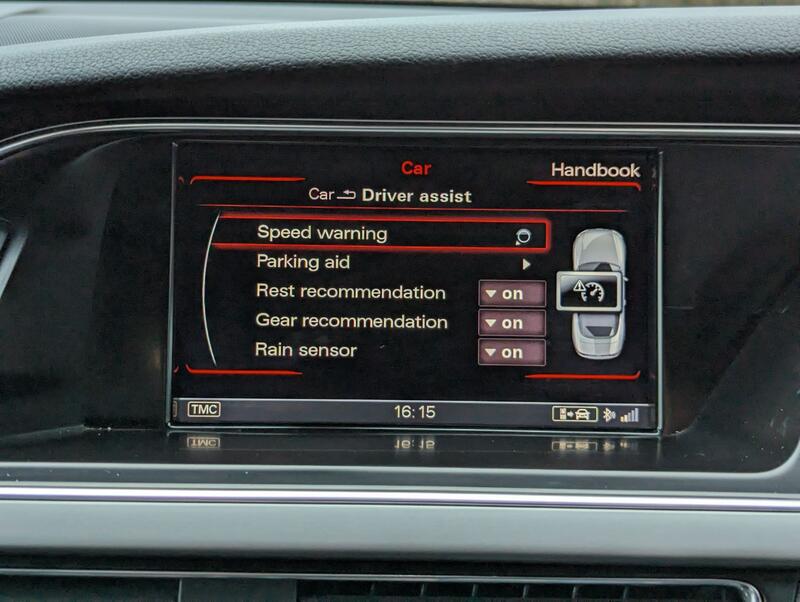 Car
Handbook
Car Driver assist
Speed warning
Parking aid
Rest recommendation on
Gear recommendation on
Rain sensor on
TMC 16:15